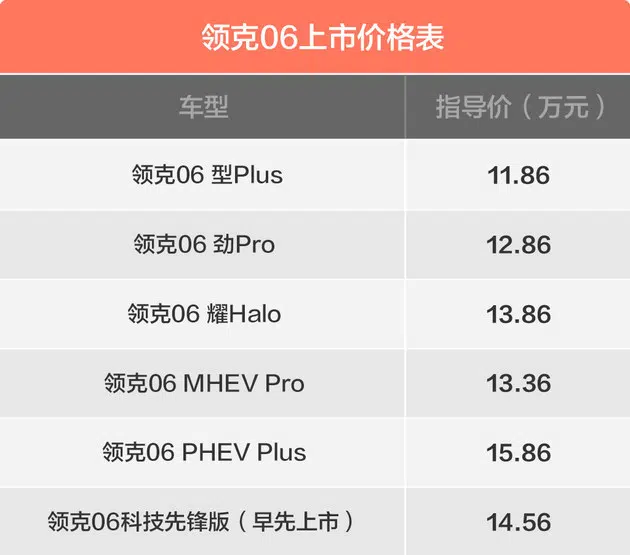 领克06上市价格表
车型 指导价（万元）
领克06 型Plus 11.86
领克06 劲Pro 12.86
领克06 耀Halo 13.86
领克06 MHEV Pro 13.36
领克06 PHEV Plus 15.86
领克06科技先锋版（早先上市） 14.56